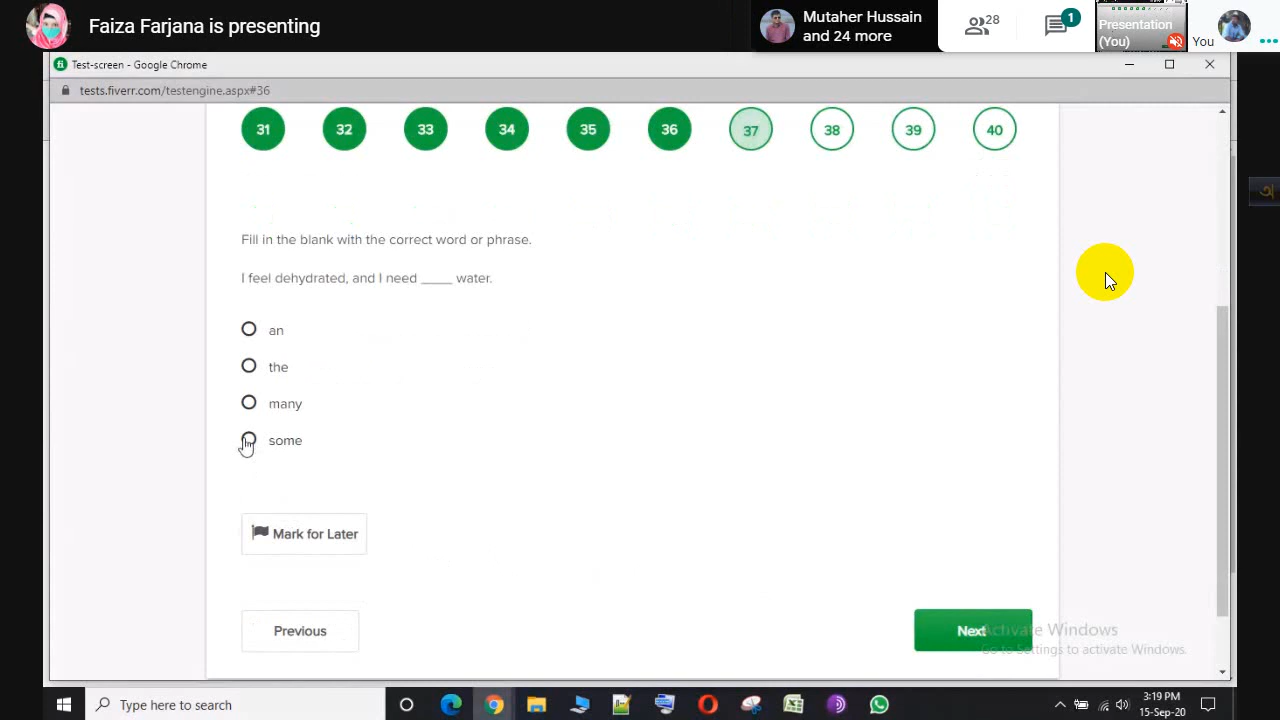 Faiza Farjana is presenting
Mutaher Hussain
and 24 more
28
1
Presentation
(You)
You
Test-screen - Google Chrome
tests.fiverr.com/testengine.aspx#36
31 32 33 34 35 36 37 38 39 40
Fill in the blank with the correct word or phrase.
I feel dehydrated, and I need ____ water.
an
the
many
some
Mark for Later
Previous
Next
Activate Windows
Go to Settings to activate Windows.
Type here to search
3:19 PM
15-Sep-20
অ